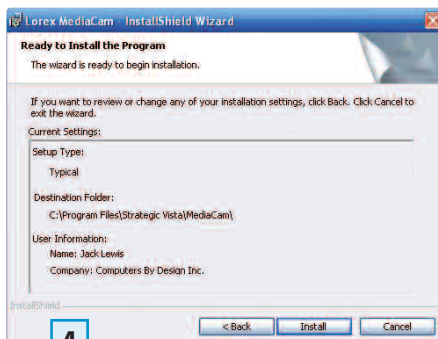 Lorex MediaCam - InstallShield Wizard
Ready to Install the Program
The wizard is ready to begin installation.
If you want to review or change any of your installation settings, click Back. Click Cancel to
exit the wizard.
Current Settings:
Setup Type:
Typical
Destination Folder:
C:\Program Files\Strategic Vista\MediaCam\
User Information:
Name: Jack Lewis
Company: Computers By Design Inc.
InstallShield
< Back Install Cancel